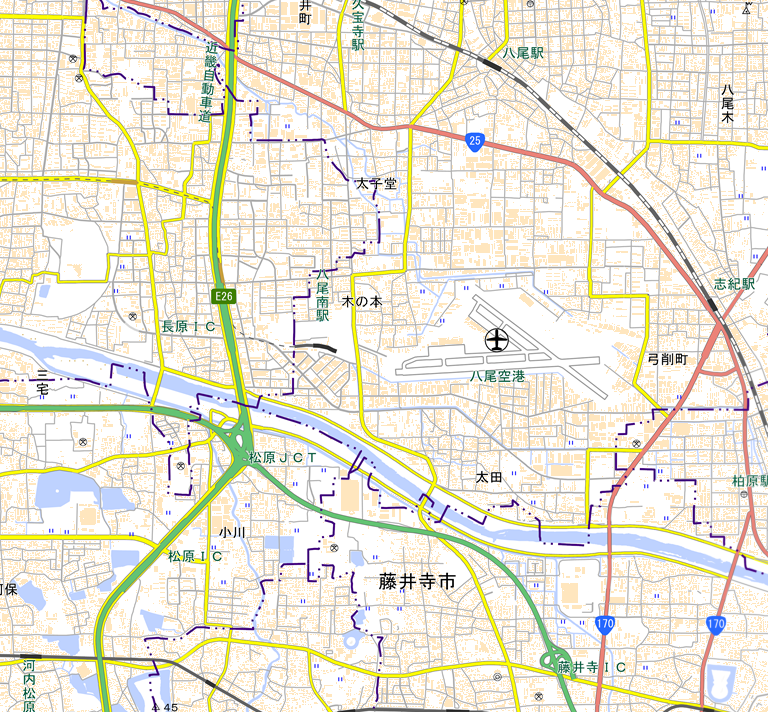 井町
久宝寺駅
近畿自動車道
八尾駅
八尾木
25
太子堂
八尾南駅
E26
木の本
志紀駅
長原ＩＣ
弓削町
三宅
八尾空港
松原ＪＣＴ
太田
柏原駅
小川
松原ＩＣ
藤井寺市
170
170
藤井寺ＩＣ
河内松原
45